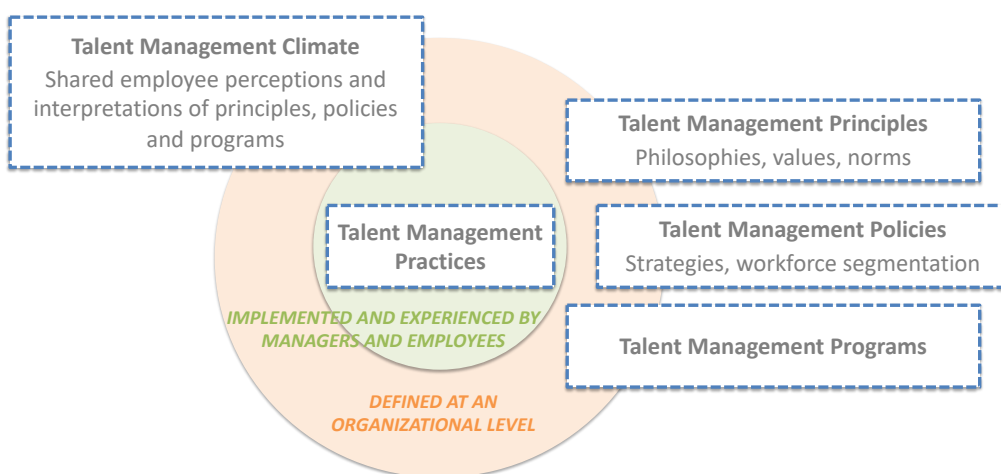 Talent Management Climate
Shared employee perceptions and
interpretations of principles, policies
and programs
Talent Management Principles
Philosophies, values, norms
Talent Management Policies
Strategies, workforce segmentation
Talent Management
Practices
IMPLEMENTED AND EXPERIENCED BY
MANAGERS AND EMPLOYEES
Talent Management Programs
DEFINED AT AN
ORGANIZATIONAL LEVEL